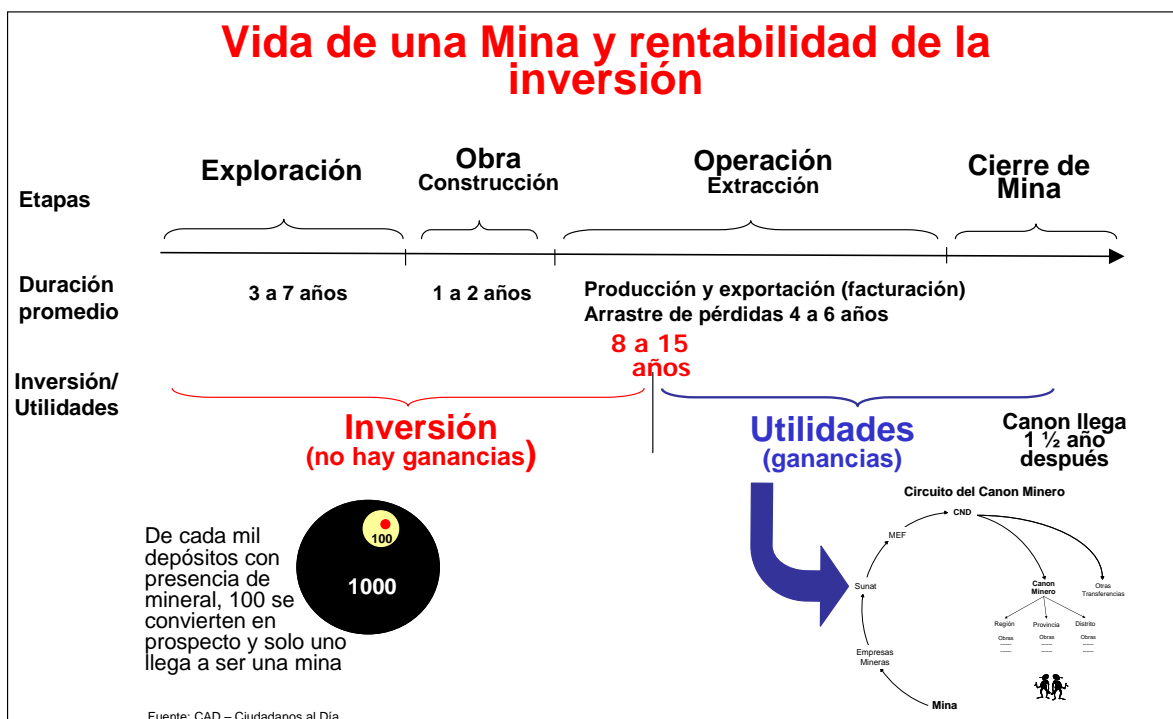 Vida de una Mina y rentabilidad de la
inversión
Etapas
Exploración
Obra
Construcción
Operación
Extracción
Cierre de
Mina
Duración
promedio
3 a 7 años
1 a 2 años
Producción y exportación (facturación)
Arrastre de pérdidas 4 a 6 años
8 a 15
años
Inversión/
Utilidades
Inversión
(no hay ganancias)
Utilidades
(ganancias)
Canon llega
1 ½ año
después
De cada mil
depósitos con
presencia de
mineral, 100 se
convierten en
prospecto y solo uno
llega a ser una mina
100
1000
Circuito del Canon Minero
CND
MEF
Sunat
Empresas
Mineras
Mina
Canon
Minero
Otras
Transferencias
Región
Provincia
Distrito
Obras
Obras
Obras
Fuente: CAD – Ciudadanos al Día